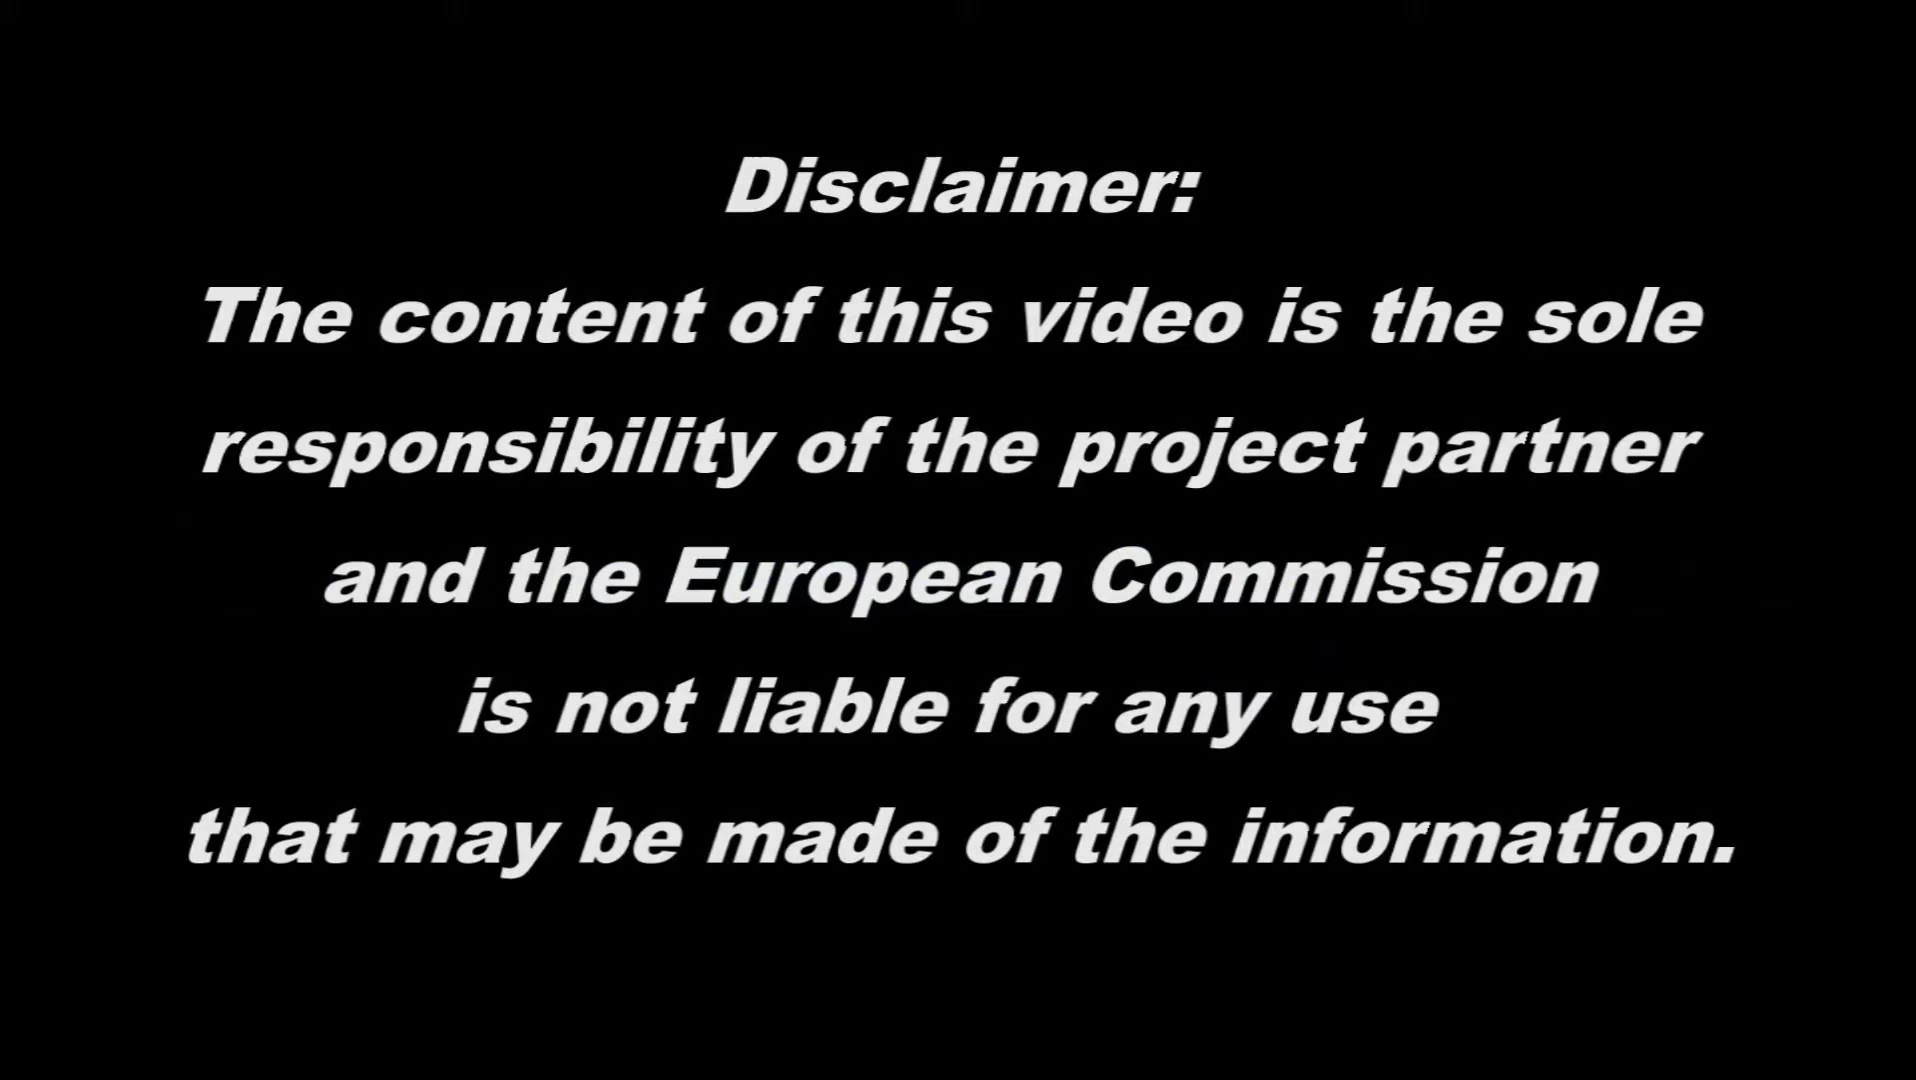 Disclaimer:
The content of this video is the sole
responsibility of the project partner
and the European Commission
is not liable for any use
that may be made of the information.